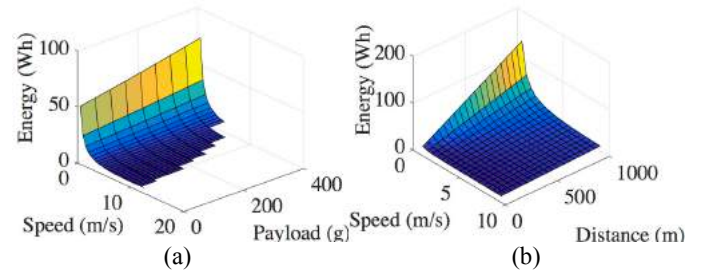 100
50
0
Energy (Wh)
0
10
20
Speed (m/s)
0
200
400
Payload (g)
(a)
200
100
0
Energy (Wh)
0
5
10
Speed (m/s)
0
500
1000
Distance (m)
(b)